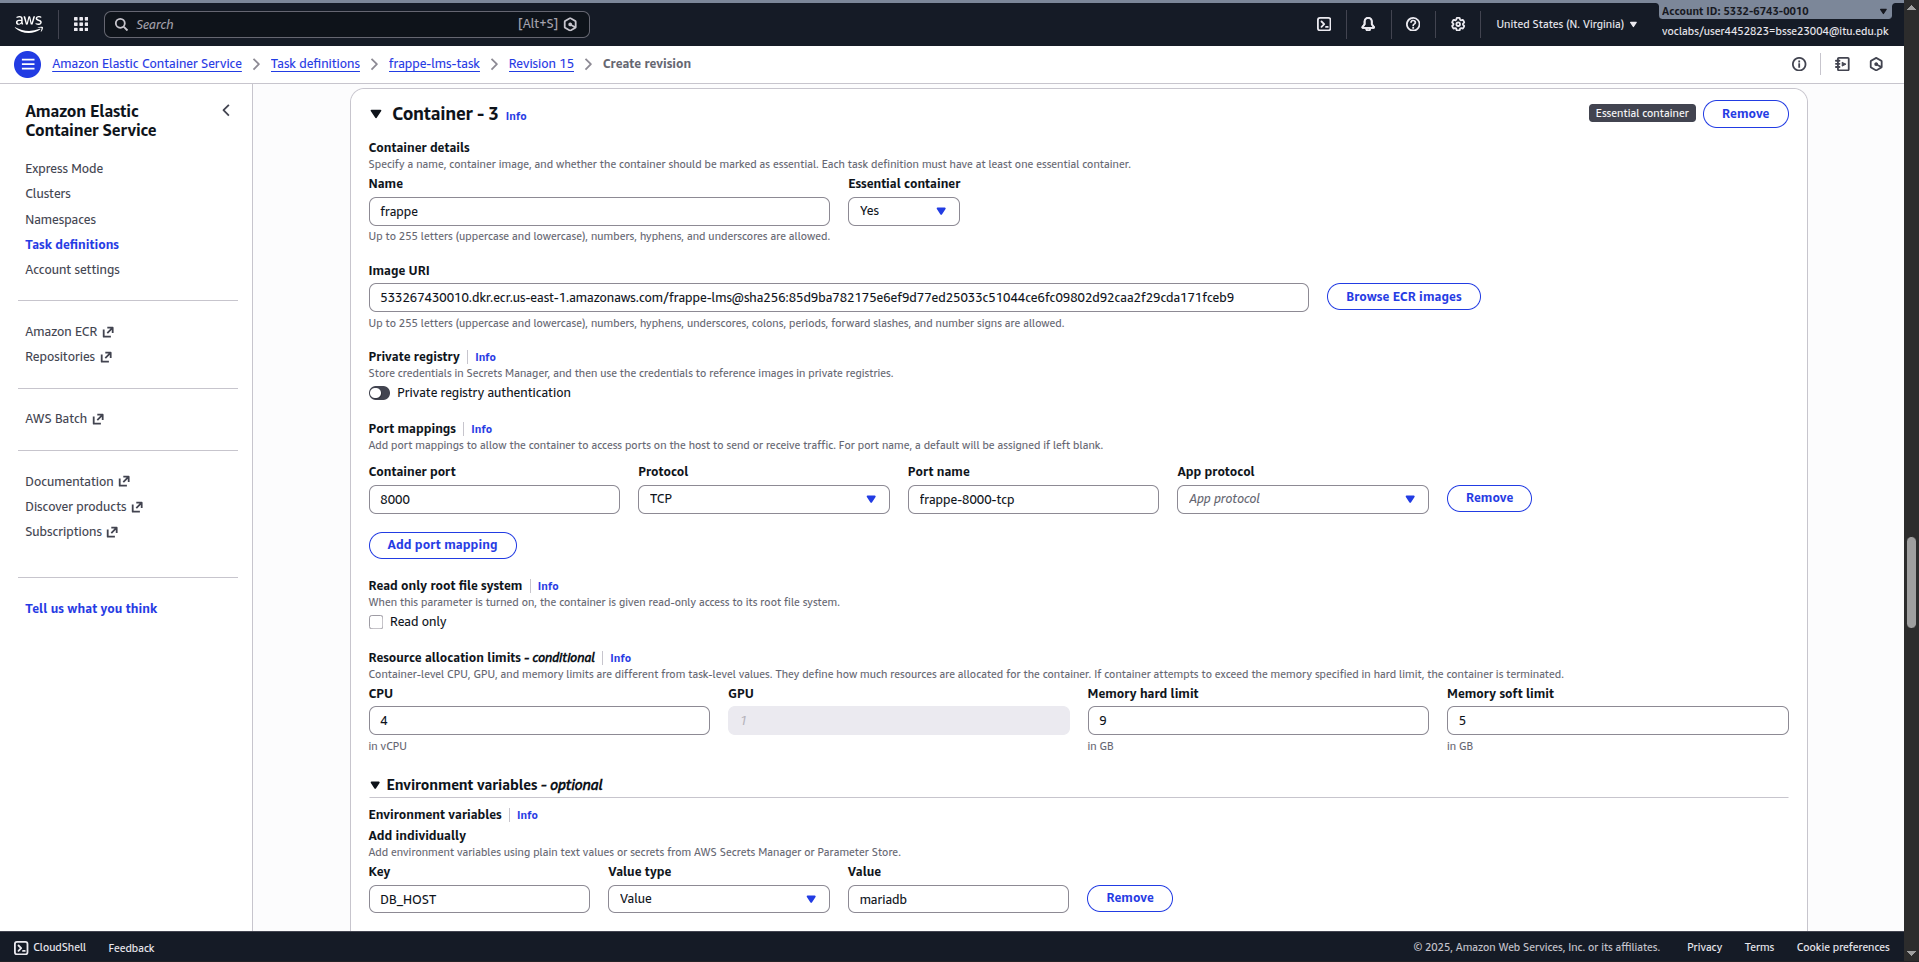 aws
Search
[Alt+S]
United States (N. Virginia)
Account ID: 5332-6743-0010
voclabs/user4452823=bsse23004@itu.edu.pk
Amazon Elastic Container Service > Task definitions > frappe-lms-task > Revision 15 > Create revision
Amazon Elastic
Container Service
Express Mode
Clusters
Namespaces
Task definitions
Account settings
Amazon ECR
Repositories
AWS Batch
Documentation
Discover products
Subscriptions
Tell us what you think
Container - 3 Info
Essential container
Remove
Container details
Specify a name, container image, and whether the container should be marked as essential. Each task definition must have at least one essential container.
Name Essential container
frappe Yes
Up to 255 letters (uppercase and lowercase), numbers, hyphens, and underscores are allowed.
Image URI
533267430010.dkr.ecr.us-east-1.amazonaws.com/frappe-lms@sha256:85d9ba782175e6ef9d77ed25033c51044ce6fc09802d92caa2f29cda171fceb9 Browse ECR images
Up to 255 letters (uppercase and lowercase), numbers, hyphens, underscores, colons, periods, forward slashes, and number signs are allowed.
Private registry Info
Store credentials in Secrets Manager, and then use the credentials to reference images in private registries.
Private registry authentication
Port mappings Info
Add port mappings to allow the container to access ports on the host to send or receive traffic. For port name, a default will be assigned if left blank.
Container port Protocol Port name App protocol
8000 TCP frappe-8000-tcp App protocol Remove
Add port mapping
Read only root file system Info
When this parameter is turned on, the container is given read-only access to its root file system.
Read only
Resource allocation limits - conditional Info
Container-level CPU, GPU, and memory limits are different from task-level values. They define how much resources are allocated for the container. If container attempts to exceed the memory specified in hard limit, the container is terminated.
CPU GPU Memory hard limit Memory soft limit
4 1 9 5
in vCPU in GB in GB
Environment variables - optional
Environment variables Info
Add individually
Add environment variables using plain text values or secrets from AWS Secrets Manager or Parameter Store.
Key Value type Value
DB_HOST Value mariadb Remove
CloudShell Feedback © 2025, Amazon Web Services, Inc. or its affiliates. Privacy Terms Cookie preferences